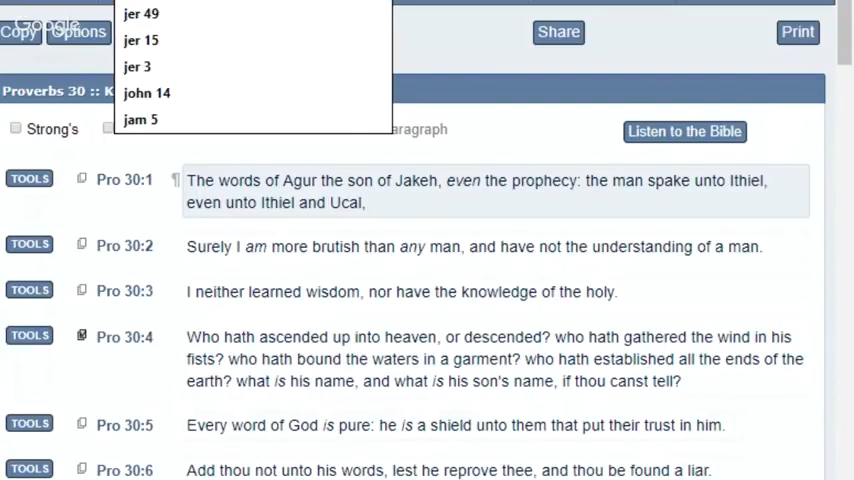 jer 49
Google
Copy Options
Share
Print
jer 15
jer 3
john 14
jam 5
Proverbs 30 :: K
Strong's
aragraph
Listen to the Bible
TOOLS Pro 30:1 ¶ The words of Agur the son of Jakeh, even the prophecy: the man spake unto Ithiel,
even unto Ithiel and Ucal,
TOOLS Pro 30:2 Surely I am more brutish than any man, and have not the understanding of a man.
TOOLS Pro 30:3 I neither learned wisdom, nor have the knowledge of the holy.
TOOLS Pro 30:4 Who hath ascended up into heaven, or descended? who hath gathered the wind in his
fists? who hath bound the waters in a garment? who hath established all the ends of the
earth? what is his name, and what is his son's name, if thou canst tell?
TOOLS Pro 30:5 Every word of God is pure: he is a shield unto them that put their trust in him.
TOOLS Pro 30:6 Add thou not unto his words, lest he reprove thee, and thou be found a liar.